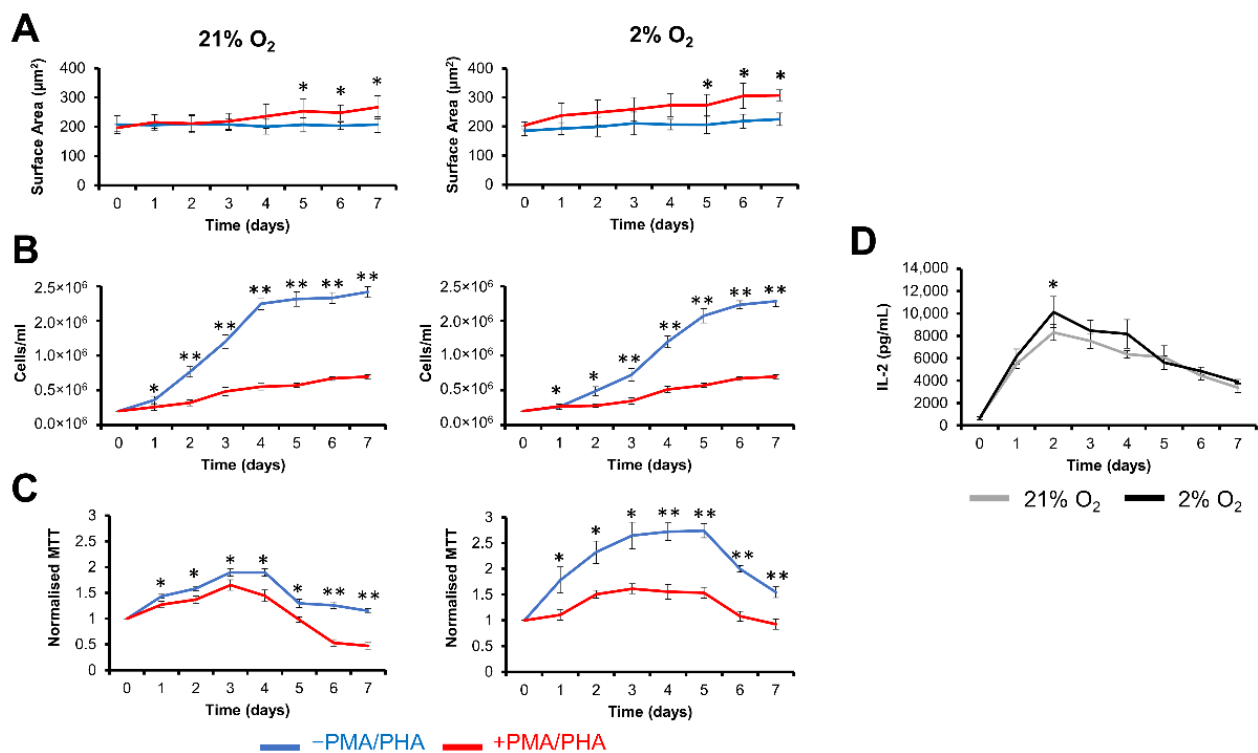 A
21% O₂
2% O₂
Surface Area (µm²)
400
300
200
100
0
* * *
0 1 2 3 4 5 6 7
Time (days)
Surface Area (µm²)
400
300
200
100
0
* * *
0 1 2 3 4 5 6 7
Time (days)
B
Cells/ml
2.5×10⁶
2.0×10⁶
1.0×10⁶
0.5×10⁶
0.0×10⁶
* ** ** ** ** ** **
0 1 2 3 4 5 6 7
Time (days)
Cells/ml
2.5×10⁶
2.0×10⁶
1.0×10⁶
0.5×10⁶
0.0×10⁶
* * ** ** ** ** **
0 1 2 3 4 5 6 7
Time (days)
C
Normalised MTT
3
2.5
2
1.5
1
0.5
0
* * * * * ** **
0 1 2 3 4 5 6 7
Time (days)
Normalised MTT
3
2.5
2
1.5
1
0.5
0
* * * ** ** ** **
0 1 2 3 4 5 6 7
Time (days)
−PMA/PHA +PMA/PHA
D
IL-2 (pg/mL)
14,000
12,000
10,000
8000
6000
4000
2000
0
*
0 1 2 3 4 5 6 7
Time (days)
21% O₂ 2% O₂